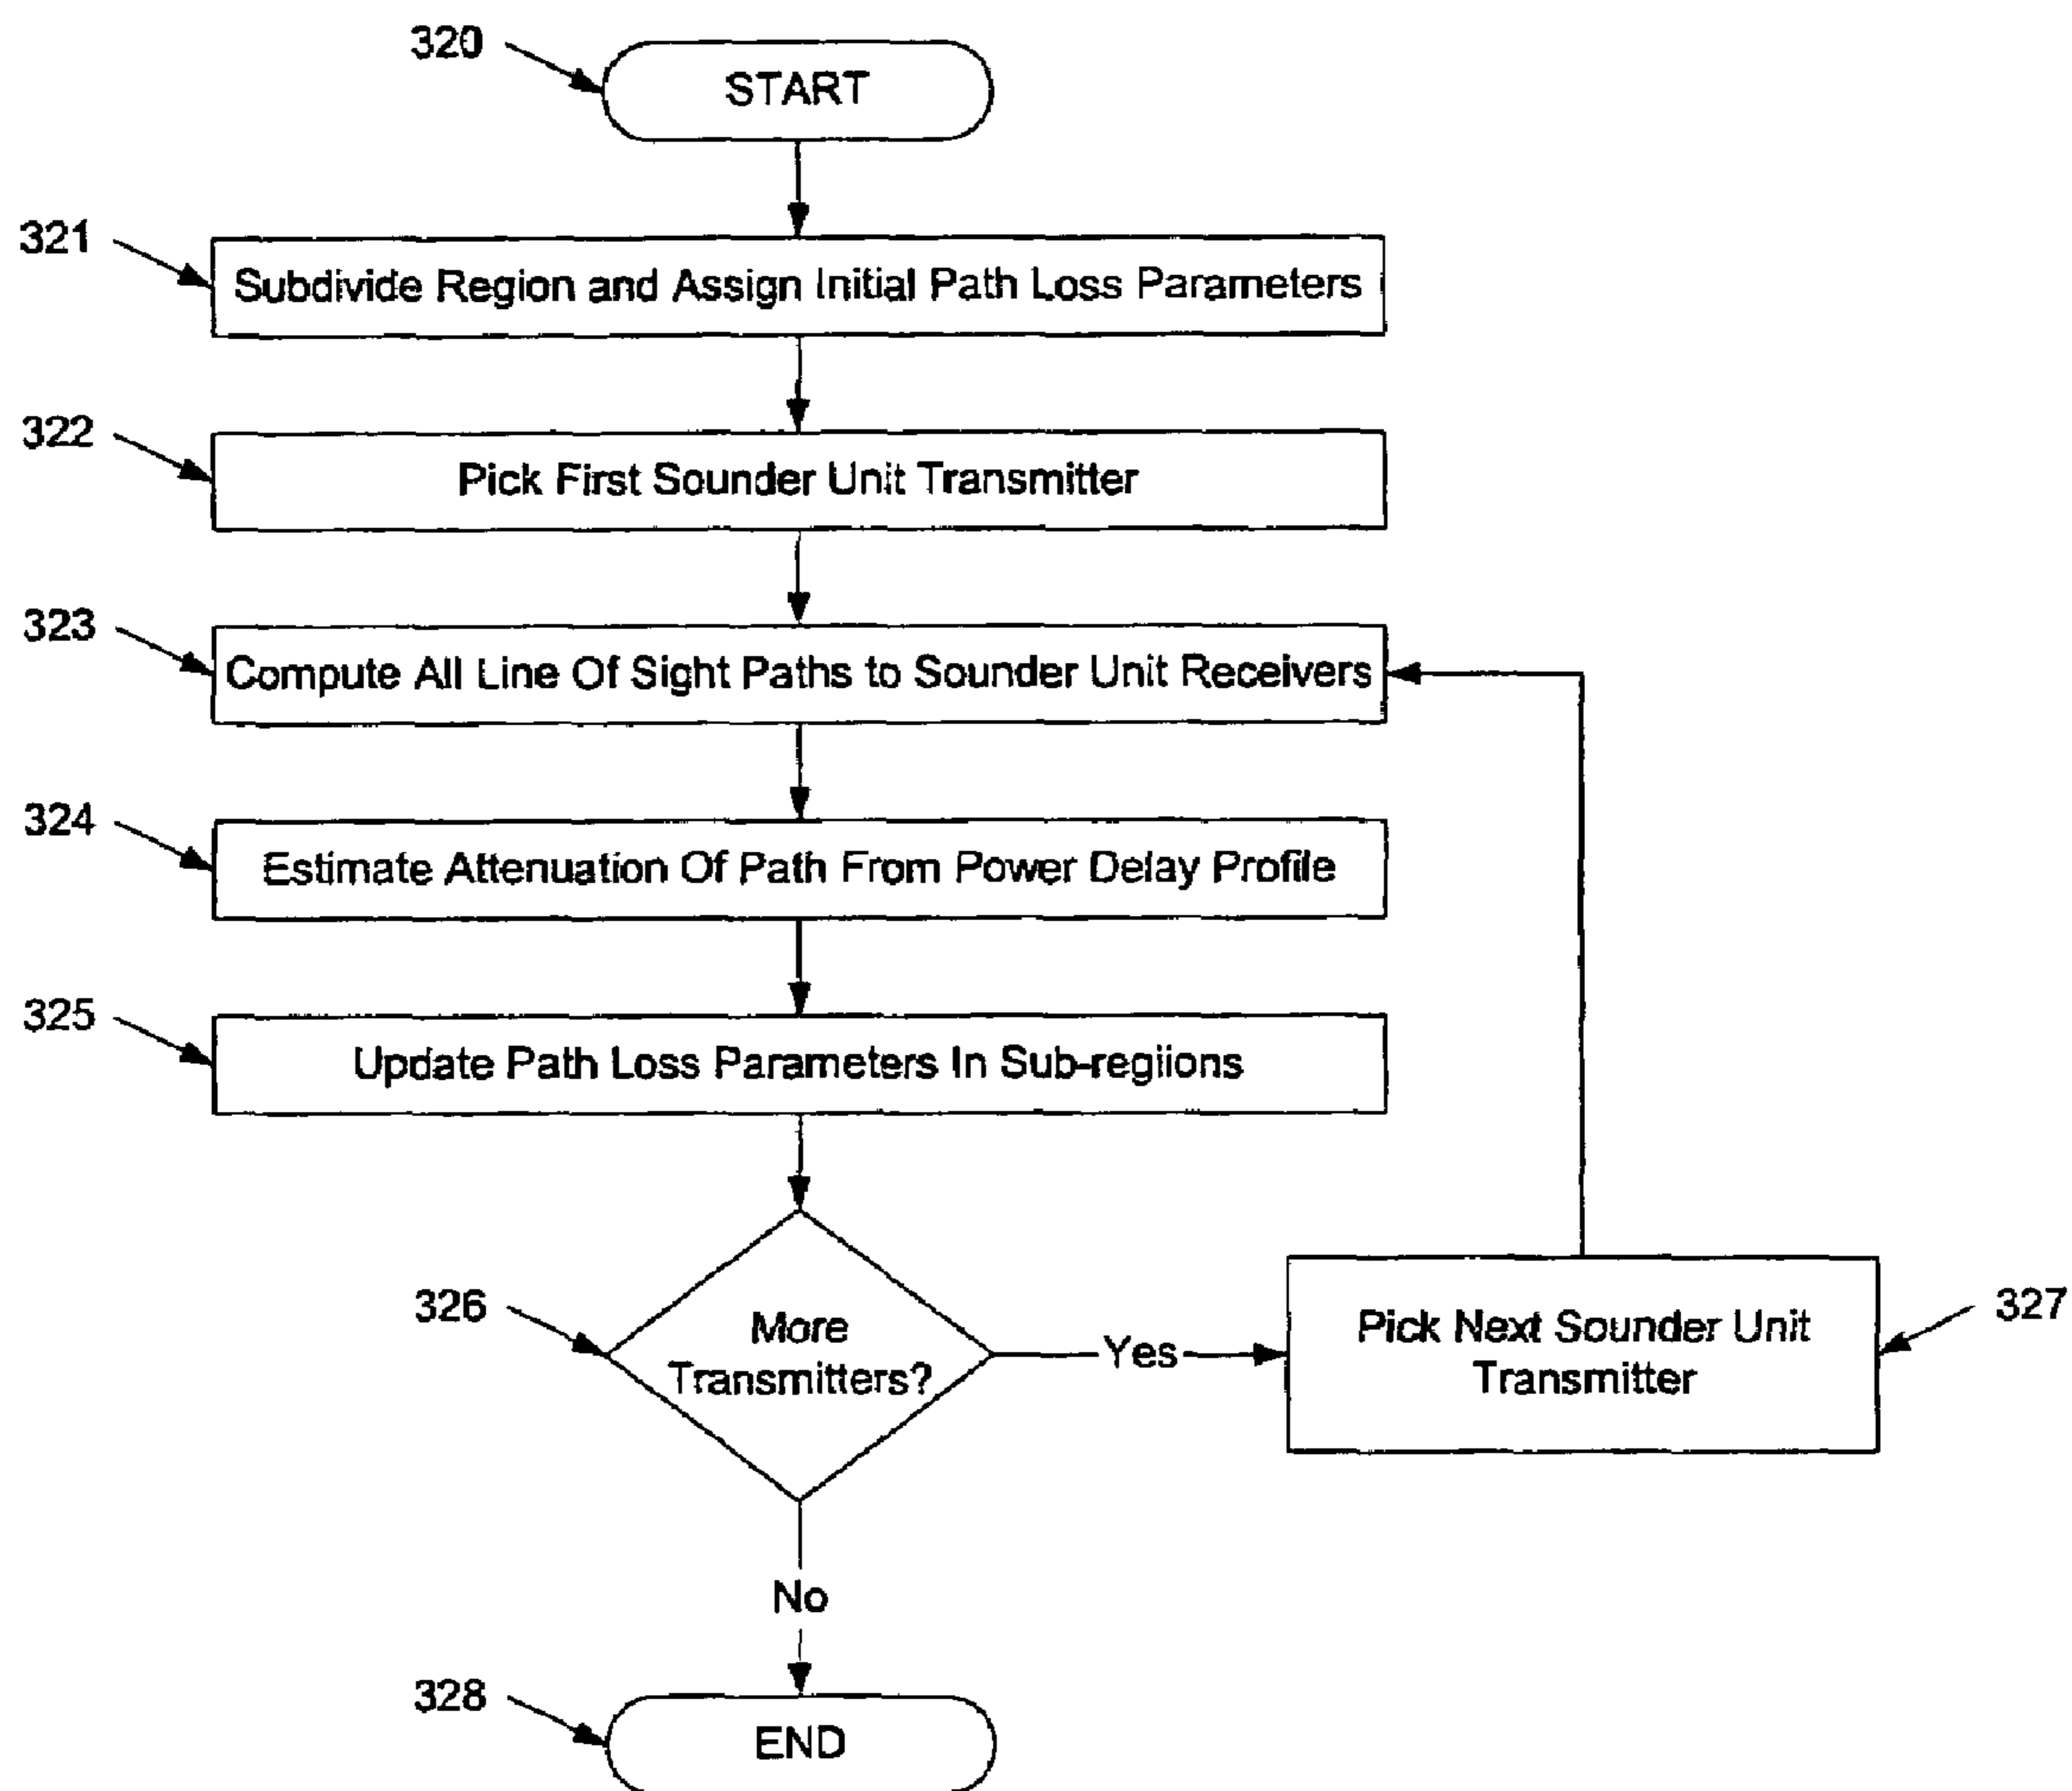 320
START
321
Subdivide Region and Assign Initial Path Loss Parameters
322
Pick First Sounder Unit Transmitter
323
Compute All Line Of Sight Paths to Sounder Unit Receivers
324
Estimate Attenuation Of Path From Power Delay Profile
325
Update Path Loss Parameters In Sub-regiions
326
More
Transmitters?
Yes
Pick Next Sounder Unit
Transmitter
327
No
328
END